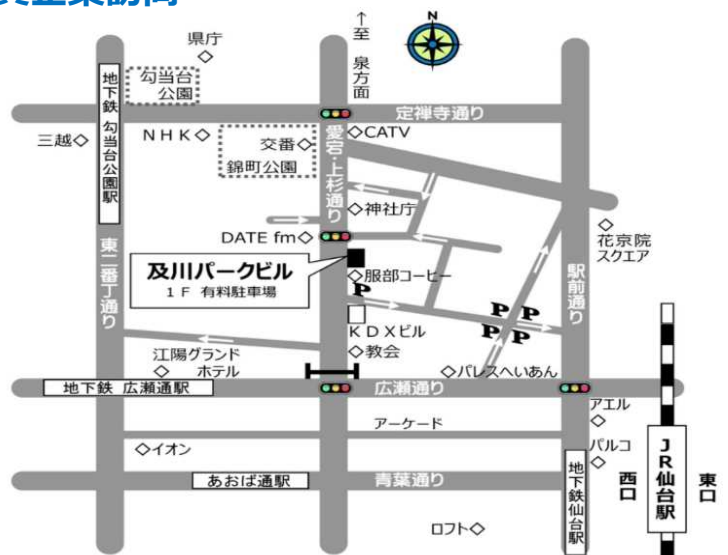 N
↑至 泉方面
県庁
勾当台
公園
定禅寺通り
地下鉄 勾当台公園駅
三越◇
NHK◇
交番◇
錦町公園
◇CATV
愛宕・上杉通り
◇神社庁
DATE fm◇
花京院
スクエア
及川パークビル
1F 有料駐車場
◇服部コーヒー
P
東二番丁通り
駅前通り
P P
P P
KDXビル
◇教会
江陽グランド
ホテル
◇パレスへいあん
地下鉄 広瀬通駅
広瀬通り
アエル
アーケード
パルコ
◇イオン
あおば通駅
青葉通り
地下鉄仙台駅
西口
JR仙台駅
東口
ロフト◇